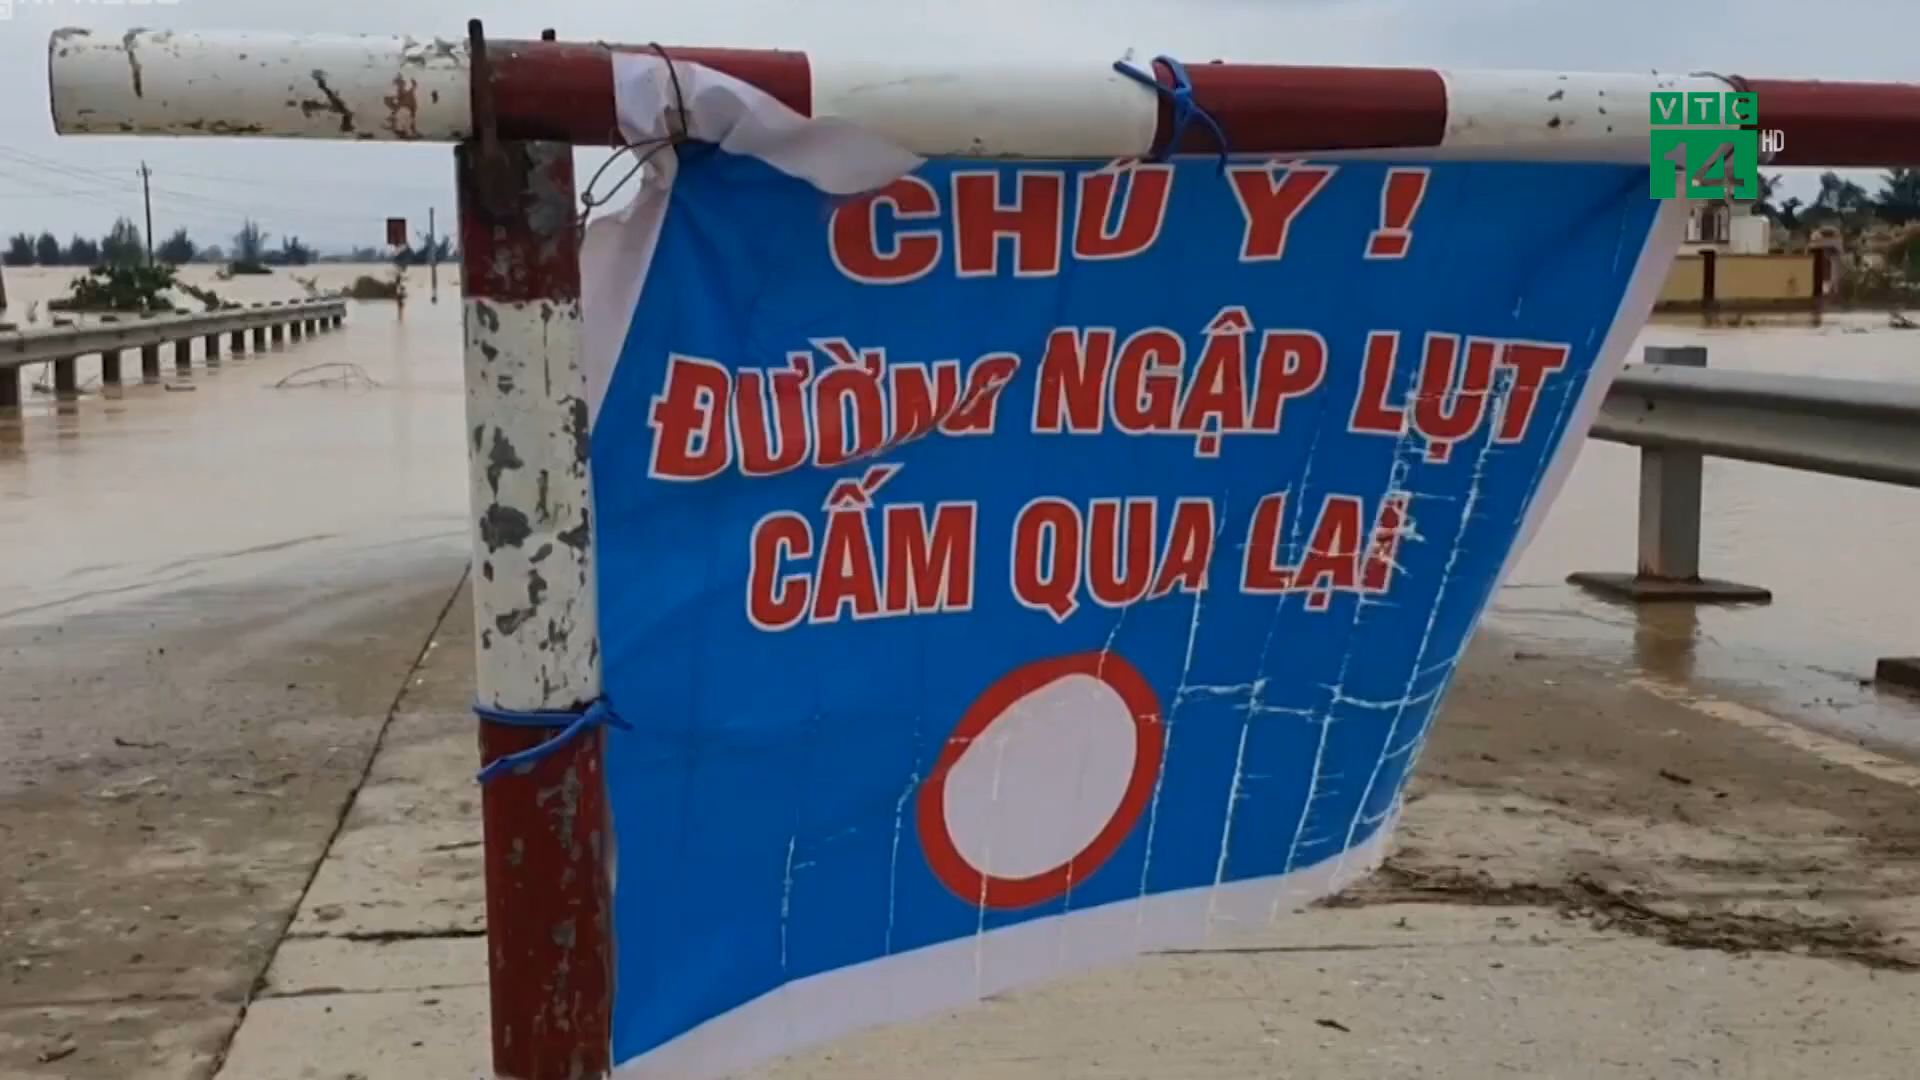 VTC
14 HD
CHÚ Ý !
ĐƯỜNG NGẬP LỤT
CẤM QUA LẠI